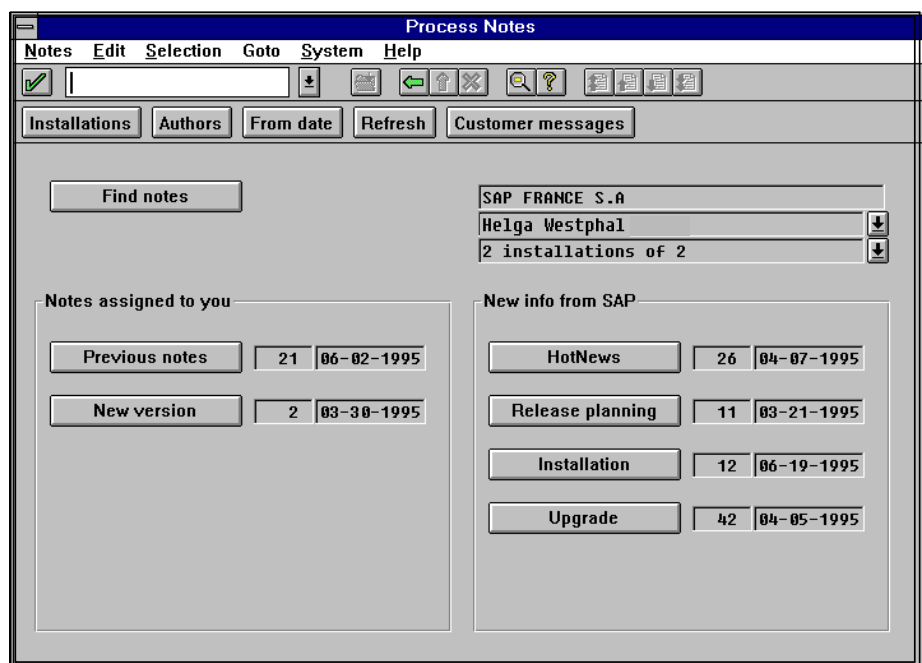 Process Notes
Notes Edit Selection Goto System Help
Installations Authors From date Refresh Customer messages
Find notes
SAP FRANCE S.A
Helga Westphal
2 installations of 2
Notes assigned to you
Previous notes 21 06-02-1995
New version 2 03-30-1995
New info from SAP
HotNews 26 04-07-1995
Release planning 11 03-21-1995
Installation 12 06-19-1995
Upgrade 42 04-05-1995